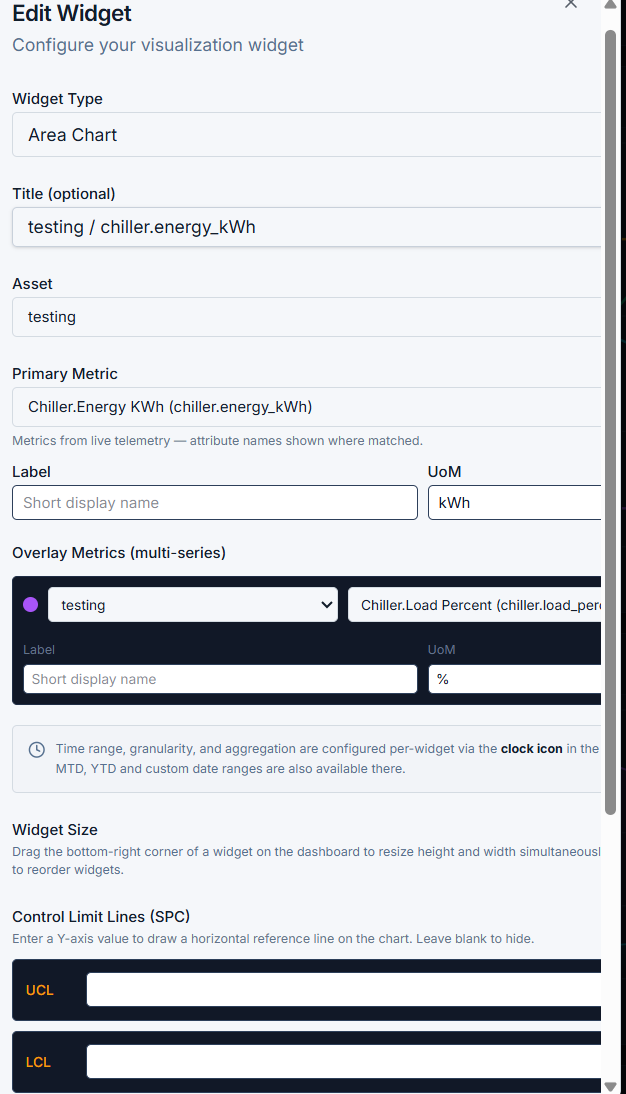 Edit Widget
Configure your visualization widget
Widget Type
Area Chart
Title (optional)
testing / chiller.energy_kWh
Asset
testing
Primary Metric
Chiller.Energy KWh (chiller.energy_kWh)
Metrics from live telemetry — attribute names shown where matched.
Label UoM
Short display name kWh
Overlay Metrics (multi-series)
testing Chiller.Load Percent (chiller.load_perc
Label UoM
Short display name %
Time range, granularity, and aggregation are configured per-widget via the clock icon in the
MTD, YTD and custom date ranges are also available there.
Widget Size
Drag the bottom-right corner of a widget on the dashboard to resize height and width simultaneousl
to reorder widgets.
Control Limit Lines (SPC)
Enter a Y-axis value to draw a horizontal reference line on the chart. Leave blank to hide.
UCL
LCL